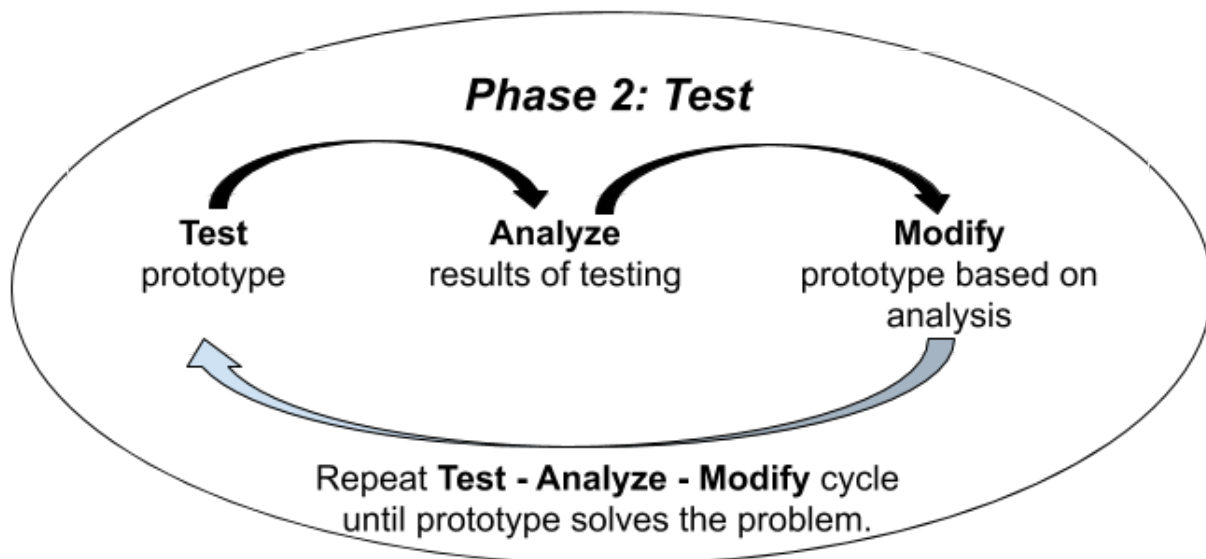 Phase 2: Test
Test
prototype
Analyze
results of testing
Modify
prototype based on
analysis
Repeat Test - Analyze - Modify cycle
until prototype solves the problem.